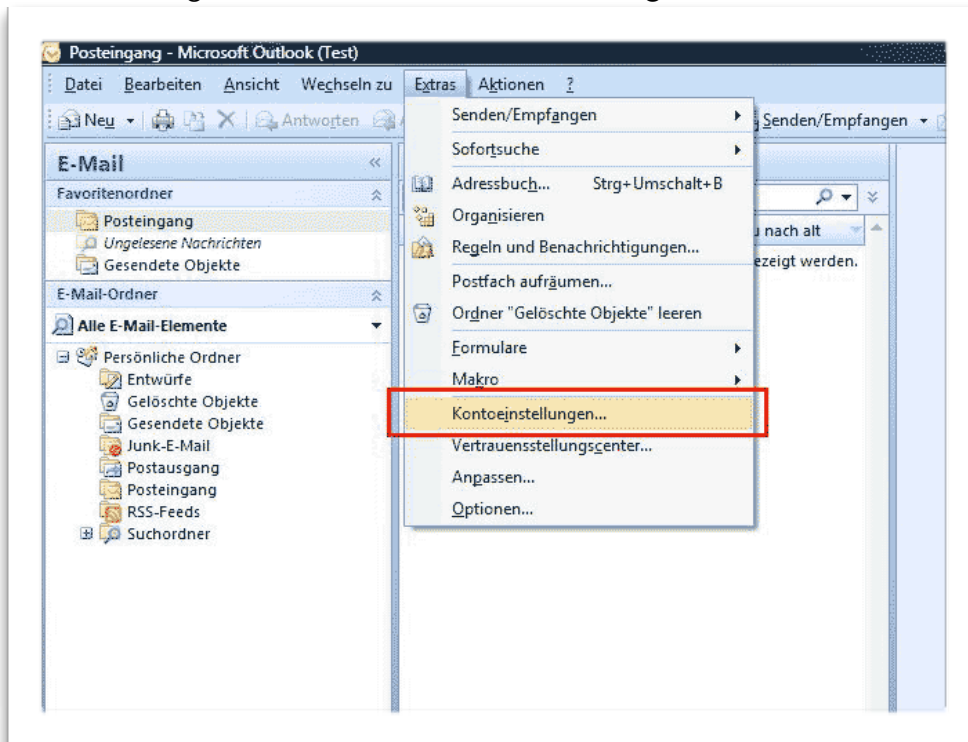 Posteingang - Microsoft Outlook (Test)
Datei Bearbeiten Ansicht Wechseln zu Extras Aktionen ?
Neu Antworten Senden/Empfangen
E-Mail
Favoritenordner
Posteingang
Ungelesene Nachrichten
Gesendete Objekte
E-Mail-Ordner
Alle E-Mail-Elemente
Persönliche Ordner
Entwürfe
Gelöschte Objekte
Gesendete Objekte
Junk-E-Mail
Postausgang
Posteingang
RSS-Feeds
Suchordner
Senden/Empfangen
Sofortsuche
Adressbuch... Strg+Umschalt+B
Organisieren
Regeln und Benachrichtigungen...
Postfach aufräumen...
Ordner "Gelöschte Objekte" leeren
Formulare
Makro
Kontoeinstellungen...
Vertrauensstellungscenter...
Anpassen...
Optionen...
nach alt
ezeigt werden.